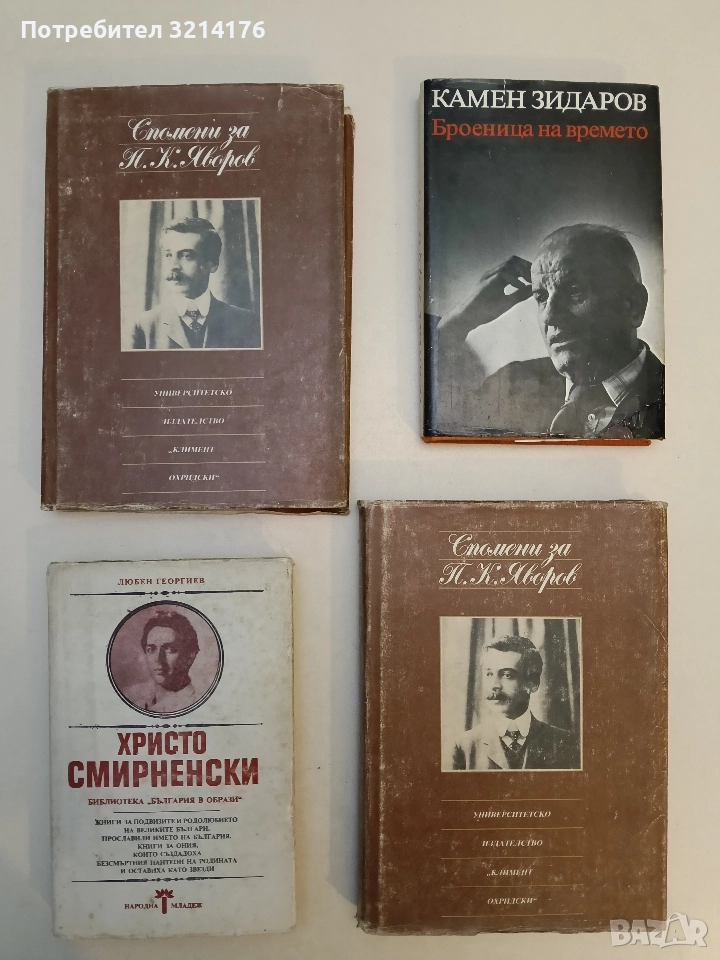 Потребител 3214176
Спомени за
П. К. Яворов
УНИВЕРСИТЕТСКО
ИЗДАТЕЛСТВО
„КЛИМЕНТ
ОХРИДСКИ“
КАМЕН ЗИДАРОВ
Броеница на времето
ЛЮБЕН ГЕОРГИЕВ
ХРИСТО
СМИРНЕНСКИ
БИБЛИОТЕКА „БЪЛГАРИЯ В ОБРАЗИ“
КНИГИ ЗА ПОДВИЗИТЕ И РОДОЛЮБИЕТО
НА ВЕЛИКИТЕ БЪЛГАРИ,
ПРОСЛАВИЛИ ИМЕТО НА БЪЛГАРИЯ.
КНИГИ ЗА ОНИЯ,
КОИТО СЪЗДАДОХА
БЕЗСМЪРТНИЯ ПАНТЕОН НА РОДИНАТА
И ОСТАВИХА КАТО ЗВЕЗДИ
НАРОДНА МЛАДЕЖ
Спомени за
П. К. Яворов
УНИВЕРСИТЕТСКО
ИЗДАТЕЛСТВО
„КЛИМЕНТ
ОХРИДСКИ“
BAZAR